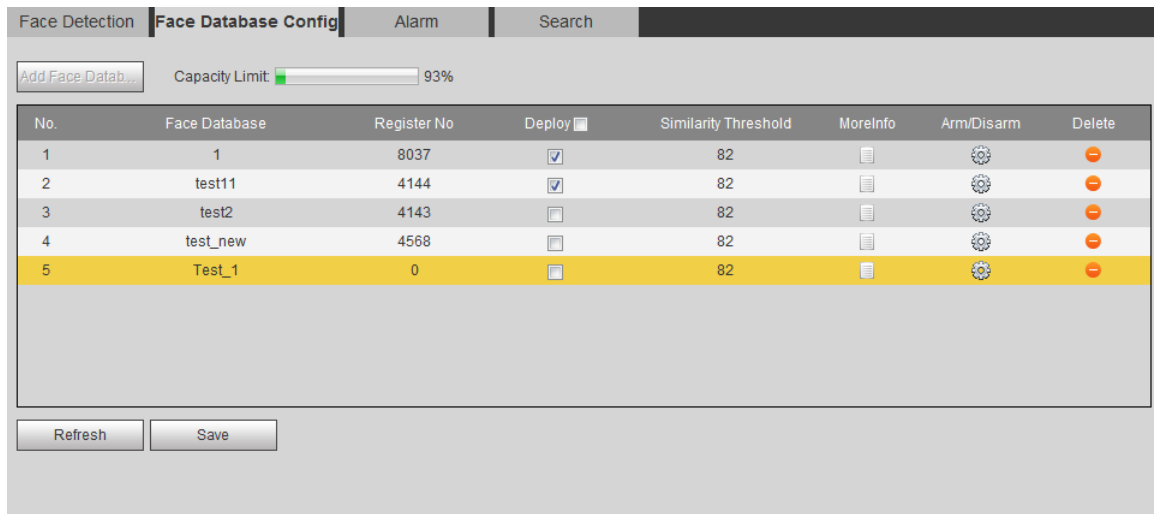 Face Detection Face Database Config Alarm Search
Add Face Datab... Capacity Limit: 93%
No. Face Database Register No Deploy Similarity Threshold MoreInfo Arm/Disarm Delete
1 1 8037 82
2 test11 4144 82
3 test2 4143 82
4 test_new 4568 82
5 Test_1 0 82
Refresh Save